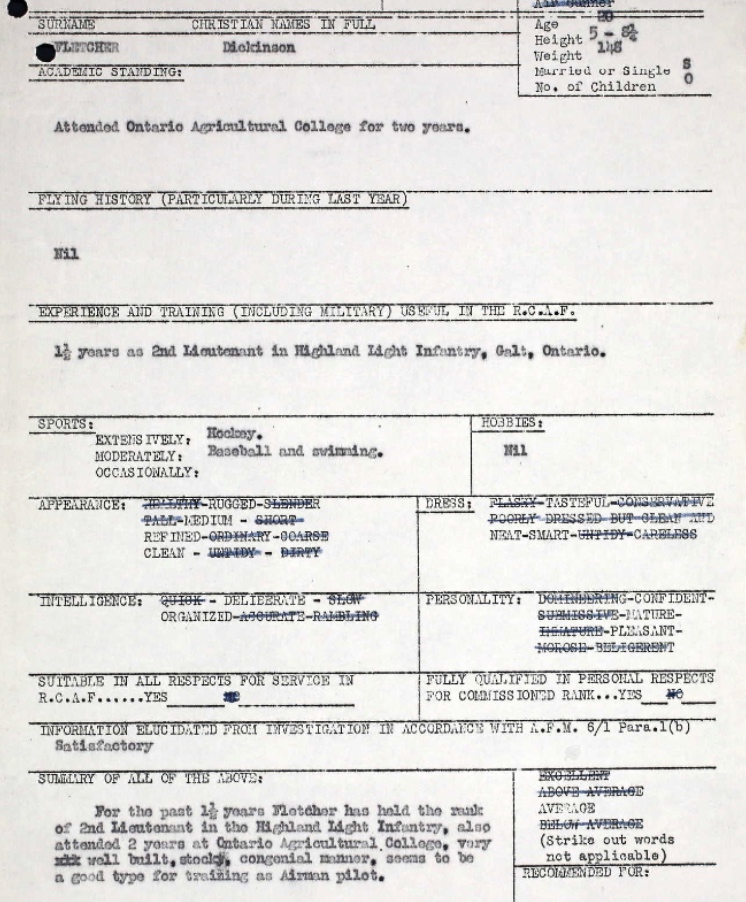 Air Gunner
SURNAME CHRISTIAN NAMES IN FULL
Age 20
Height 5 - 8½
Weight 148
Married or Single S
No. of Children 0
FLETCHER Dickinson
ACADEMIC STANDING:
Attended Ontario Agricultural College for two years.
FLYING HISTORY (PARTICULARLY DURING LAST YEAR)
Nil
EXPERIENCE AND TRAINING (INCLUDING MILITARY) USEFUL IN THE R.C.A.F.
1½ years as 2nd Lieutenant in Highland Light Infantry, Galt, Ontario.
SPORTS:
EXTENSIVELY: Hockey.
MODERATELY: Baseball and swimming.
OCCASIONALLY:
HOBBIES:
Nil
APPEARANCE: HEALTHY-RUGGED-SLENDER
TALL-MEDIUM - SHORT-
REFINED-ORDINARY-COARSE
CLEAN - UNTIDY - DIRTY
DRESS: FLASHY-TASTEFUL-CONSERVATIVE
POORLY DRESSED BUT CLEAN AND
NEAT-SMART-UNTIDY-CARELESS
INTELLIGENCE: QUICK - DELIBERATE - SLOW
ORGANIZED-ACCURATE-RAMBLING
PERSONALITY: DOMINEERING-CONFIDENT-
SUBMISSIVE-MATURE-
IMMATURE-PLEASANT-
MOROSE-BELIGERENT
SUITABLE IN ALL RESPECTS FOR SERVICE IN
R.C.A.F......YES NO
FULLY QUALIFIED IN PERSONAL RESPECTS
FOR COMMISSIONED RANK...YES NO
INFORMATION ELUCIDATED FROM INVESTIGATION IN ACCORDANCE WITH A.F.M. 6/1 Para.1(b)
Satisfactory
SUMMARY OF ALL OF THE ABOVE:
For the past 1½ years Fletcher has held the rank
of 2nd Lieutenant in the Highland Light Infantry, also
attended 2 years at Ontario Agricultural College, very
well built, stocky, congenial manner, seems to be
a good type for training as Airman pilot.
EXCELLENT
ABOVE AVERAGE
AVERAGE
BELOW AVERAGE
(Strike out words
not applicable)
RECOMMENDED FOR: